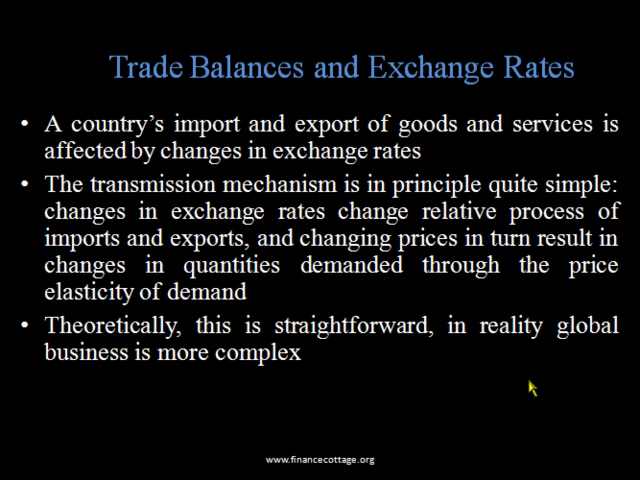 Trade Balances and Exchange Rates
• A country's import and export of goods and services is
affected by changes in exchange rates
• The transmission mechanism is in principle quite simple:
changes in exchange rates change relative process of
imports and exports, and changing prices in turn result in
changes in quantities demanded through the price
elasticity of demand
• Theoretically, this is straightforward, in reality global
business is more complex
www.financecottage.org